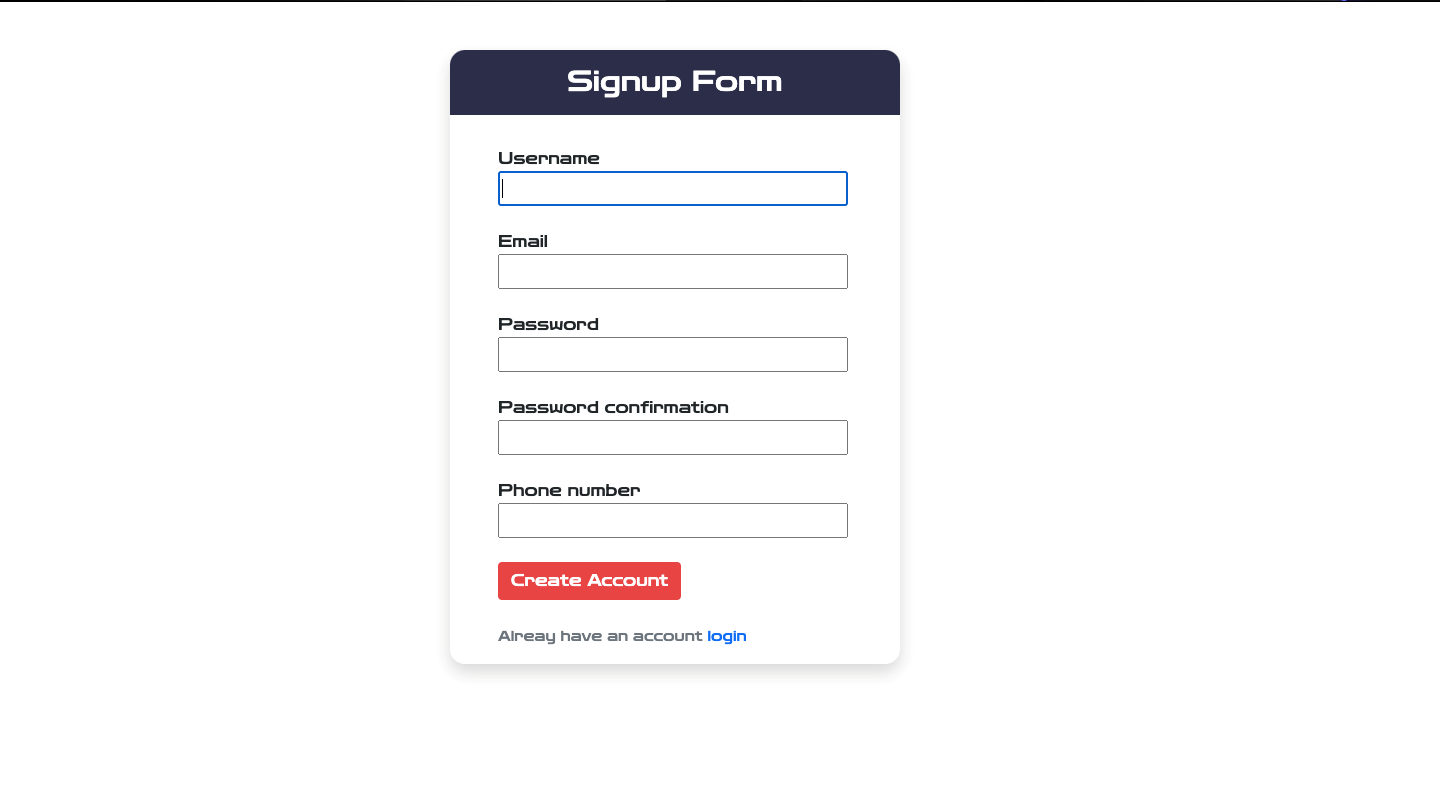 Signup Form
Username
Email
Password
Password confirmation
Phone number
Create Account
Alreay have an account login